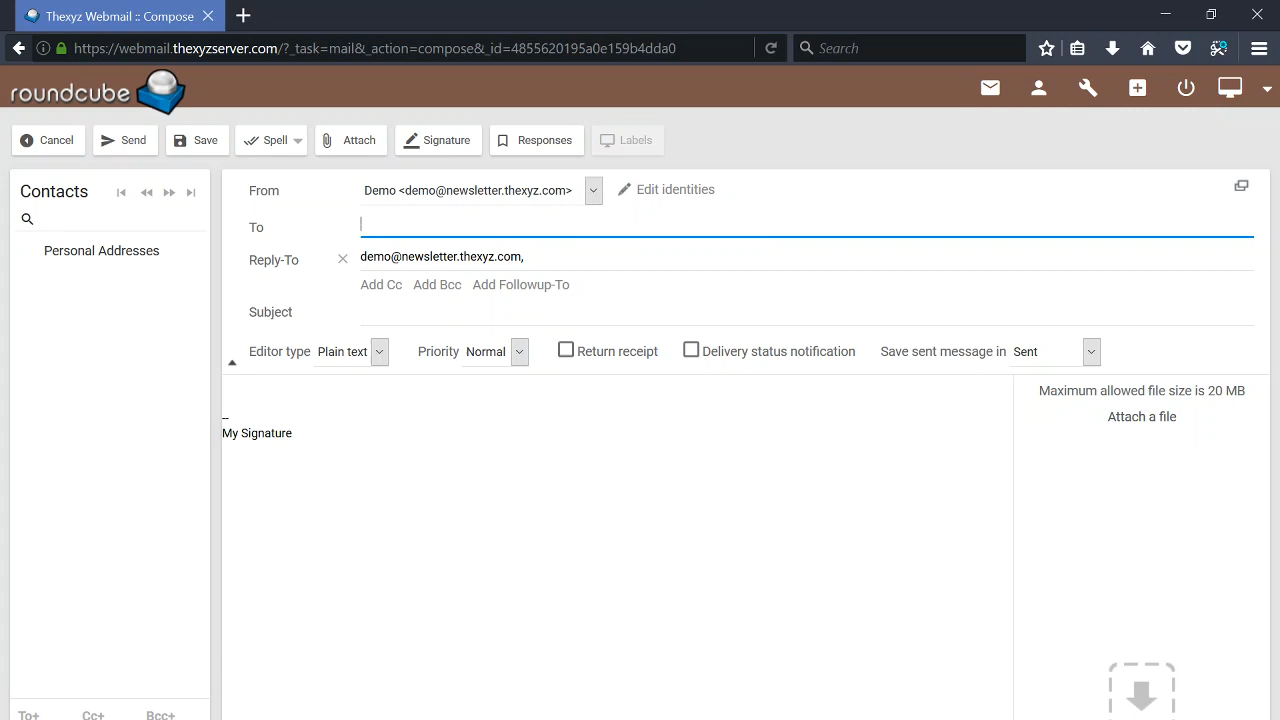 Thexyz Webmail :: Compose
https://webmail.thexyzserver.com/?_task=mail&_action=compose&_id=4855620195a0e159b4dda0
Search
roundcube
Cancel Send Save Spell Attach Signature Responses Labels
Contacts
Personal Addresses
From Demo <demo@newsletter.thexyz.com> Edit identities
To
Reply-To demo@newsletter.thexyz.com,
Add Cc Add Bcc Add Followup-To
Subject
Editor type Plain text Priority Normal Return receipt Delivery status notification Save sent message in Sent
--
My Signature
Maximum allowed file size is 20 MB
Attach a file
To+ Cc+ Bcc+